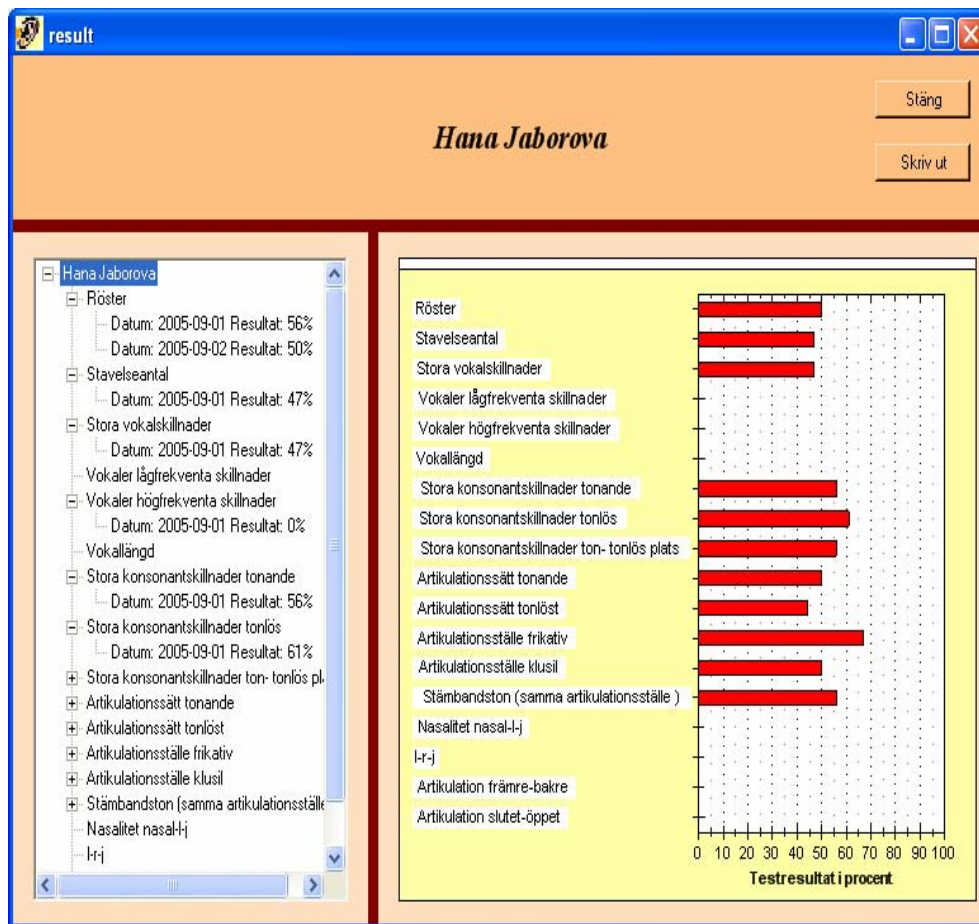 result
Stäng
Hana Jaborova
Skriv ut
Hana Jaborova
Röster
Datum: 2005-09-01 Resultat: 56%
Datum: 2005-09-02 Resultat: 50%
Stavelseantal
Datum: 2005-09-01 Resultat: 47%
Stora vokalskillnader
Datum: 2005-09-01 Resultat: 47%
Vokaler lågfrekventa skillnader
Vokaler högfrekventa skillnader
Datum: 2005-09-01 Resultat: 0%
Vokallängd
Stora konsonantskillnader tonande
Datum: 2005-09-01 Resultat: 56%
Stora konsonantskillnader tonlös
Datum: 2005-09-01 Resultat: 61%
Stora konsonantskillnader ton- tonlös pl
Artikulationssätt tonande
Artikulationssätt tonlöst
Artikulationsställe frikativ
Artikulationsställe klusil
Stämbandston (samma artikulationsställe
Nasalitet nasal-l-j
l-r-j
Röster
Stavelseantal
Stora vokalskillnader
Vokaler lågfrekventa skillnader
Vokaler högfrekventa skillnader
Vokallängd
Stora konsonantskillnader tonande
Stora konsonantskillnader tonlös
Stora konsonantskillnader ton- tonlös plats
Artikulationssätt tonande
Artikulationssätt tonlöst
Artikulationsställe frikativ
Artikulationsställe klusil
Stämbandston (samma artikulationsställe )
Nasalitet nasal-l-j
l-r-j
Artikulation främre-bakre
Artikulation slutet-öppet
0 10 20 30 40 50 60 70 80 90 100
Testresultat i procent